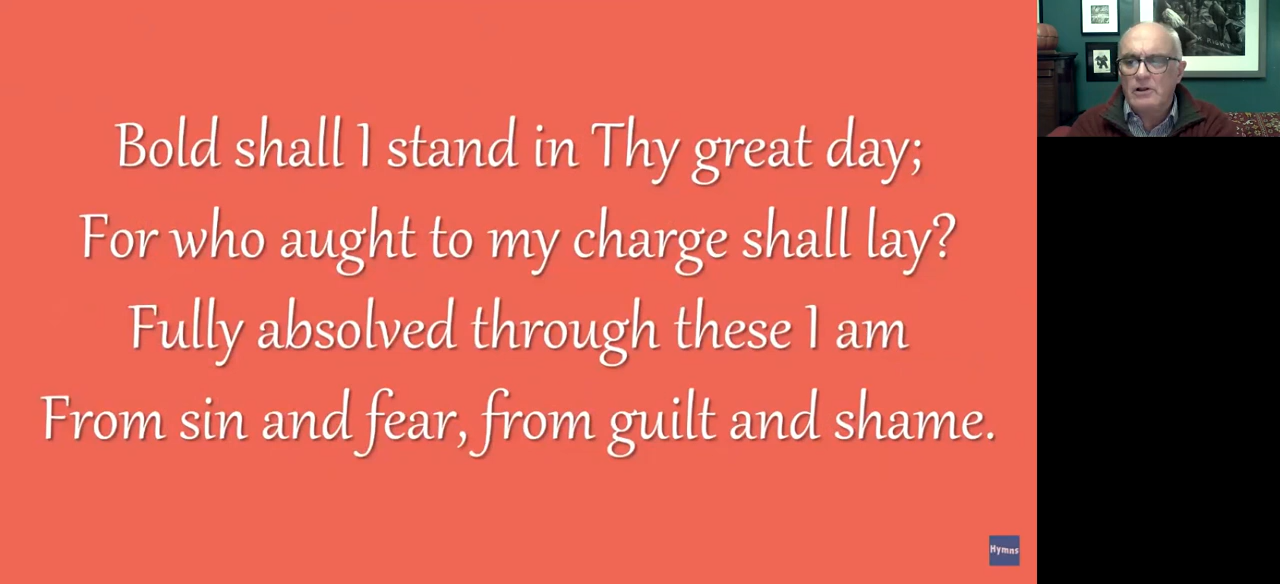 Bold shall I stand in Thy great day;
For who aught to my charge shall lay?
Fully absolved through these I am
From sin and fear, from guilt and shame.
Hymns